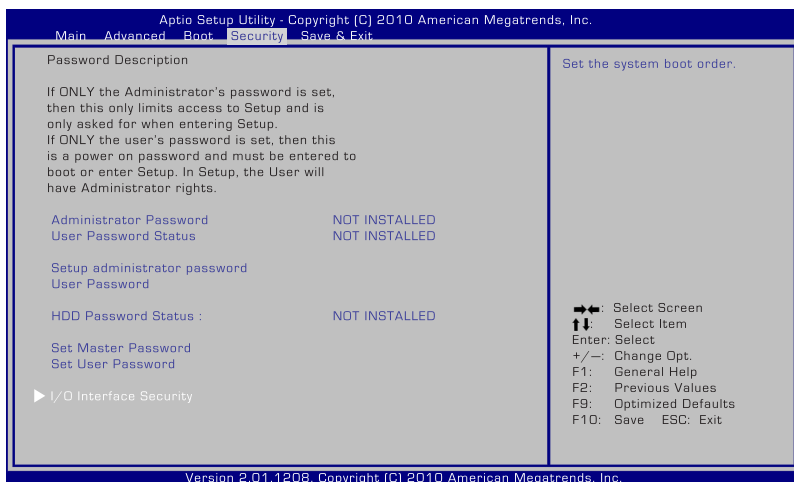 Aptio Setup Utility - Copyright (C) 2010 American Megatrends, Inc.
Main Advanced Boot Security Save & Exit
Password Description
If ONLY the Administrator's password is set,
then this only limits access to Setup and is
only asked for when entering Setup.
If ONLY the user's password is set, then this
is a power on password and must be entered to
boot or enter Setup. In Setup, the User will
have Administrator rights.
Administrator Password NOT INSTALLED
User Password Status NOT INSTALLED
Setup administrator password
User Password
HDD Password Status : NOT INSTALLED
Set Master Password
Set User Password
▶ I/O Interface Security
Set the system boot order.
→←: Select Screen
↑↓: Select Item
Enter: Select
+/—: Change Opt.
F1: General Help
F2: Previous Values
F9: Optimized Defaults
F10: Save ESC: Exit
Version 2.01.1208. Copyright (C) 2010 American Megatrends, Inc.